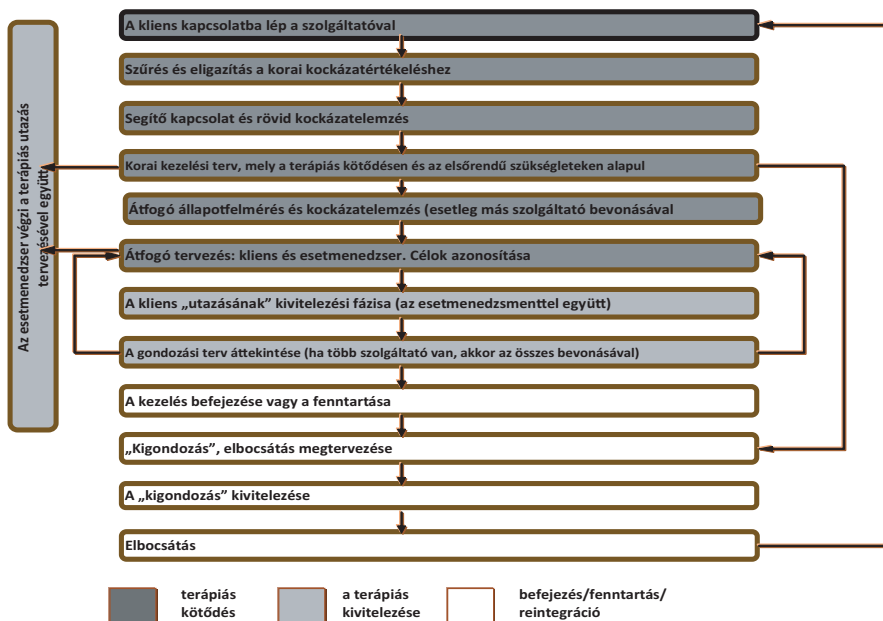 A kliens kapcsolatba lép a szolgáltatóval
Szűrés és eligazítás a korai kockázatértékeléshez
Segítő kapcsolat és rövid kockázatelemzés
Korai kezelési terv, mely a terápiás kötődésen és az elsőrendű szükségleteken alapul
Átfogó állapotfelmérés és kockázatelemzés (esetleg más szolgáltató bevonásával
Átfogó tervezés: kliens és esetmenedzser. Célok azonosítása
A kliens „utazásának” kivitelezési fázisa (az esetmenedzsmenttel együtt)
A gondozási terv áttekintése (ha több szolgáltató van, akkor az összes bevonásával)
A kezelés befejezése vagy a fenntartása
„Kigondozás”, elbocsátás megtervezése
A „kigondozás” kivitelezése
Elbocsátás
Az esetmenedzser végzi a terápiás utazás
tervezésével együtt
terápiás
kötődés
a terápiás
kivitelezése
befejezés/fenntartás/
reintegráció